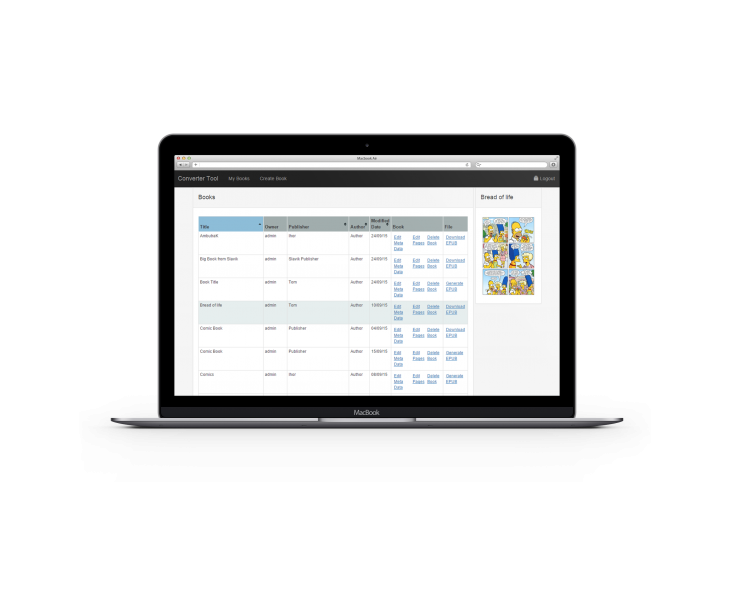 MacBook Air
Converter Tool My Books Create Book Logout
Books
Bread of life
Title Owner Publisher Author Modified Date Book File
admin Ihor Author 24/09/15 Edit Meta Data Edit Pages Delete Book Download EPUB
Big Book from Slavik admin Slavik Publisher Author 24/09/15 Edit Meta Data Edit Pages Delete Book Download EPUB
Book Title admin Tom Author 24/09/15 Edit Meta Data Edit Pages Delete Book Generate EPUB
Bread of life admin Tom Author 10/09/15 Edit Meta Data Edit Pages Delete Book Download EPUB
Comic Book admin Publisher Author 04/09/15 Edit Meta Data Edit Pages Delete Book Download EPUB
Comic Book admin Publisher Author 15/09/15 Edit Meta Data Edit Pages Delete Book Generate EPUB
Comics admin Ihor Author 08/09/15 Edit Meta Data Edit Pages Delete Book Generate EPUB
MacBook